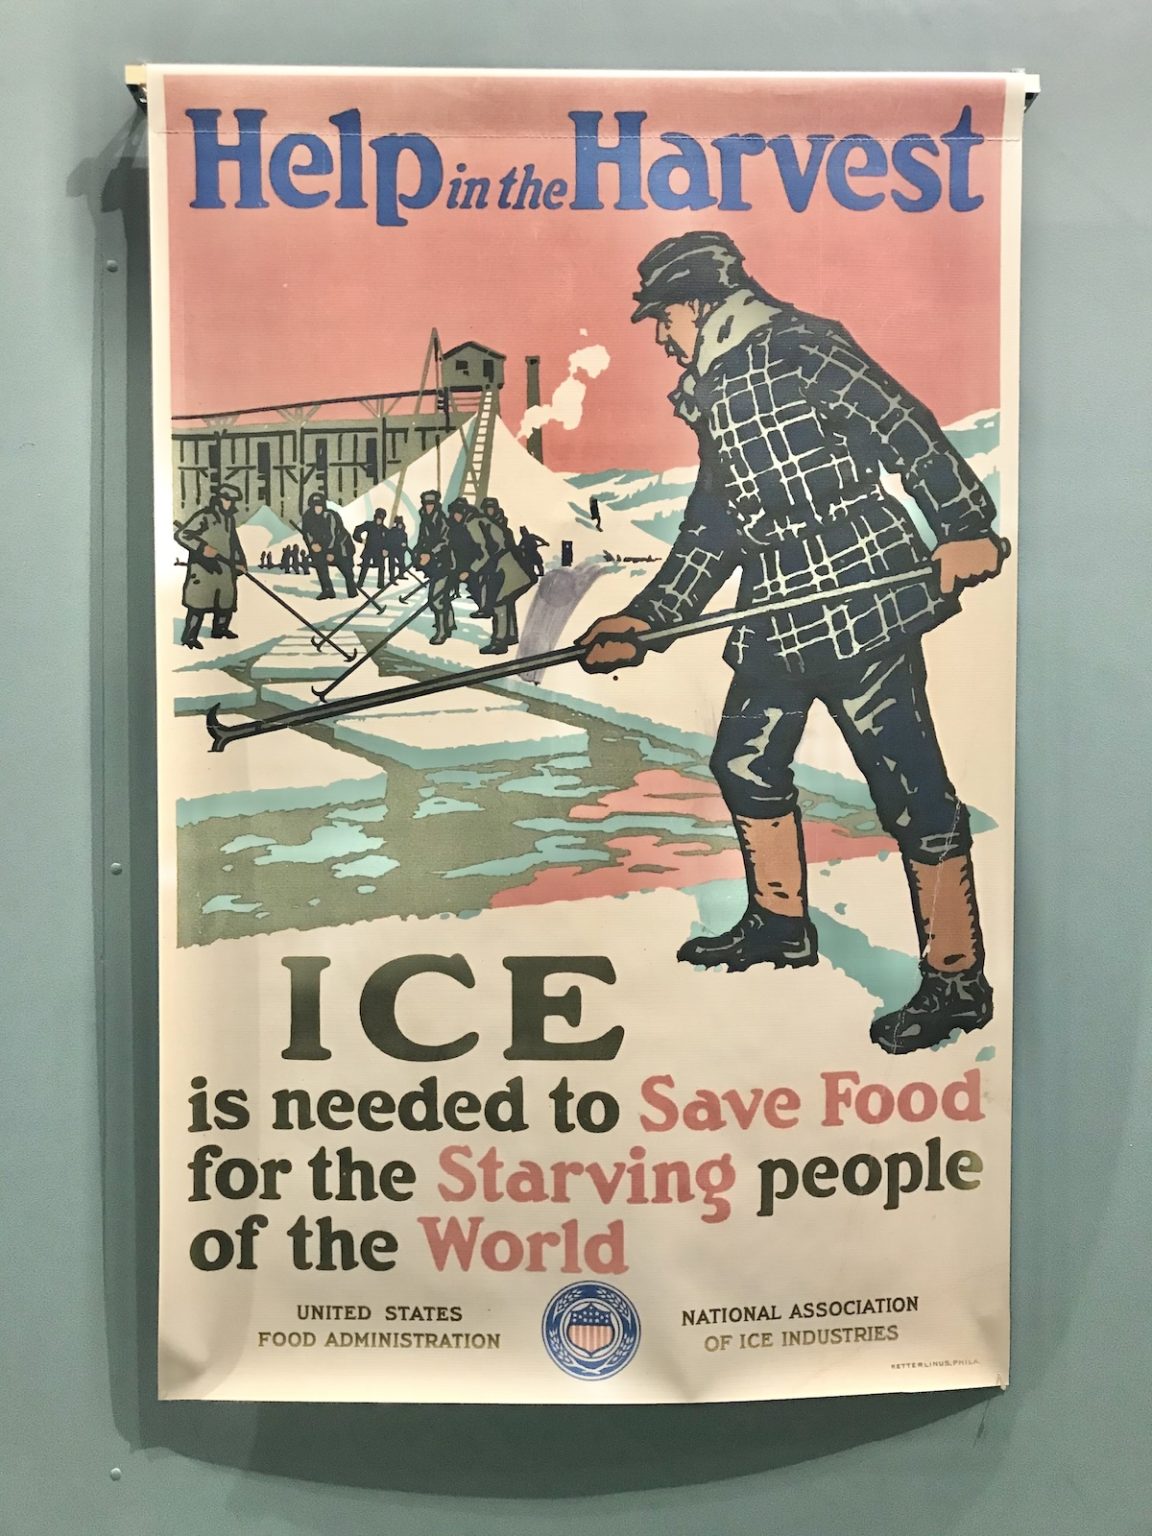 Help in the Harvest
ICE
is needed to Save Food
for the Starving people
of the World
UNITED STATES
FOOD ADMINISTRATION
NATIONAL ASSOCIATION
OF ICE INDUSTRIES
KETTERLINUS, PHILA.